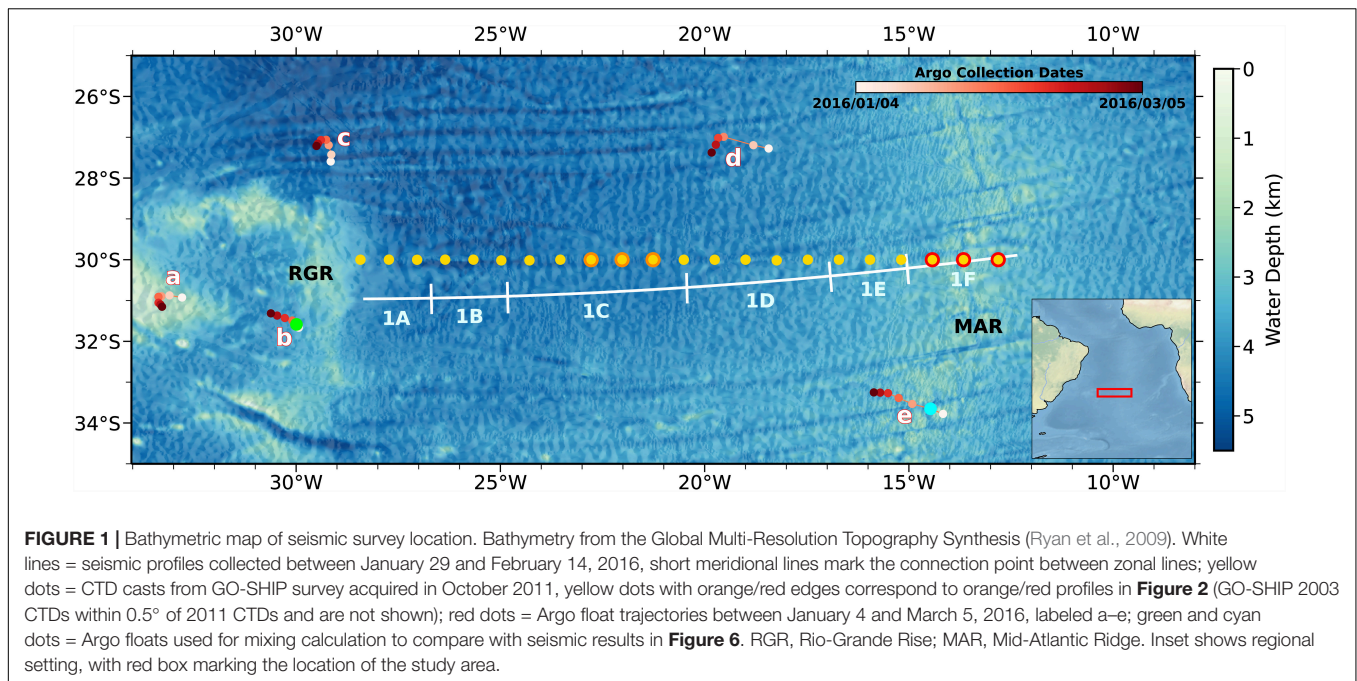 30°W 25°W 20°W 15°W 10°W
Argo Collection Dates
2016/01/04 2016/03/05
26°S
28°S
30°S
32°S
34°S
c
d
a
RGR
b
1A 1B 1C 1D 1E 1F
MAR
e
30°W 25°W 20°W 15°W 10°W
0
1
2
3
4
5
Water Depth (km)
FIGURE 1 | Bathymetric map of seismic survey location. Bathymetry from the Global Multi-Resolution Topography Synthesis (Ryan et al., 2009). White
lines = seismic profiles collected between January 29 and February 14, 2016, short meridional lines mark the connection point between zonal lines; yellow
dots = CTD casts from GO-SHIP survey acquired in October 2011, yellow dots with orange/red edges correspond to orange/red profiles in Figure 2 (GO-SHIP 2003
CTDs within 0.5° of 2011 CTDs and are not shown); red dots = Argo float trajectories between January 4 and March 5, 2016, labeled a–e; green and cyan
dots = Argo floats used for mixing calculation to compare with seismic results in Figure 6. RGR, Rio-Grande Rise; MAR, Mid-Atlantic Ridge. Inset shows regional
setting, with red box marking the location of the study area.